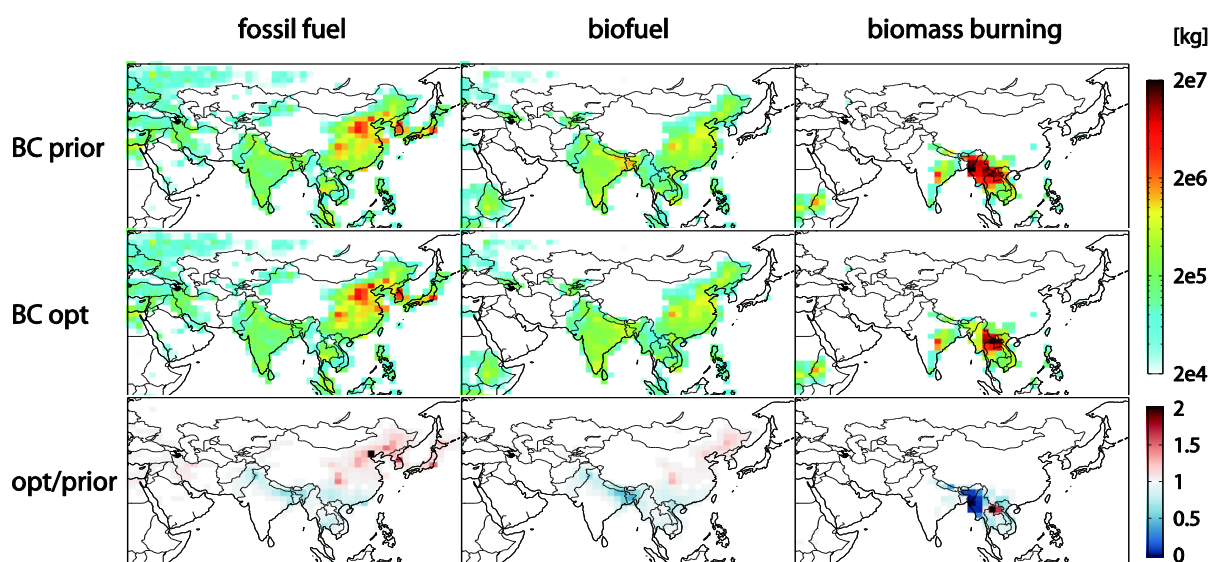 fossil fuel
biofuel
biomass burning
[kg]
BC prior
2e7
2e6
2e5
2e4
BC opt
opt/prior
2
1.5
1
0.5
0